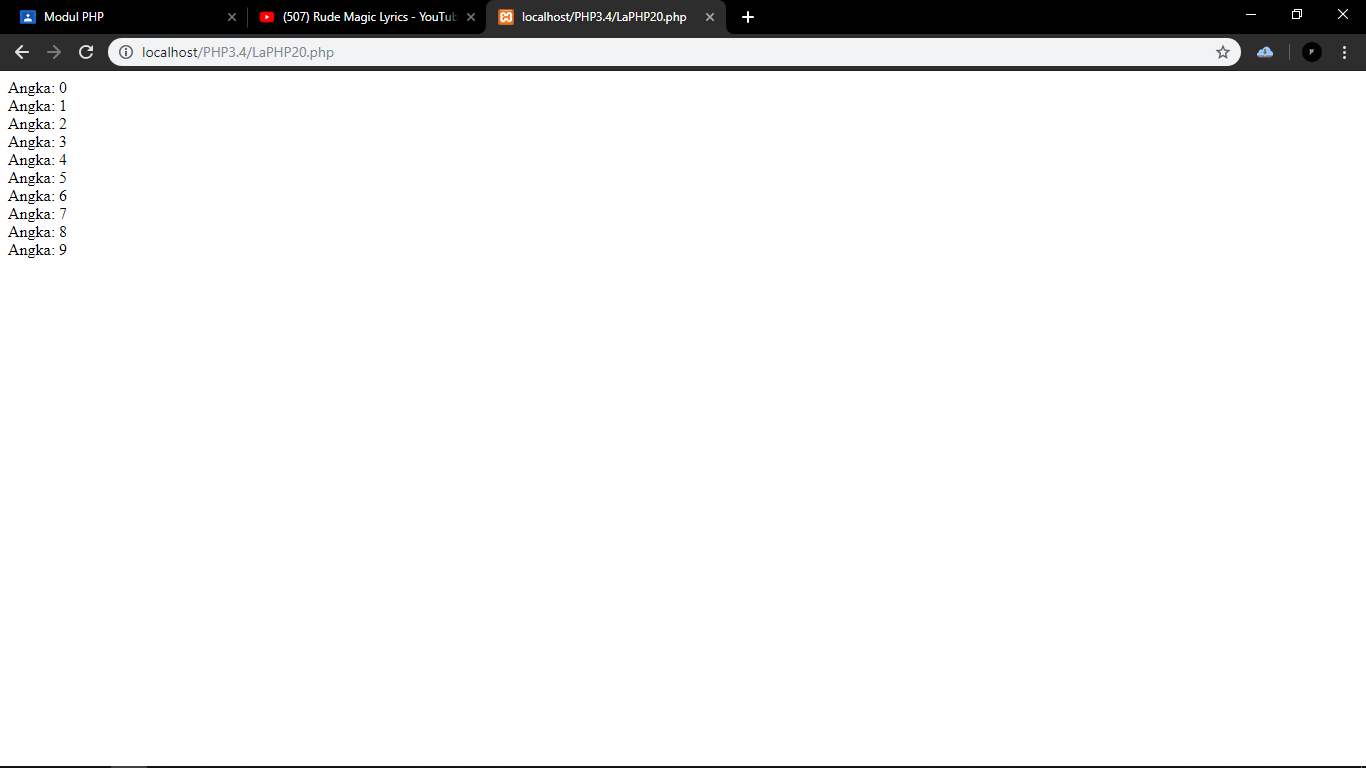 Modul PHP
(507) Rude Magic Lyrics - YouTub
localhost/PHP3.4/LaPHP20.php
localhost/PHP3.4/LaPHP20.php
Angka: 0
Angka: 1
Angka: 2
Angka: 3
Angka: 4
Angka: 5
Angka: 6
Angka: 7
Angka: 8
Angka: 9